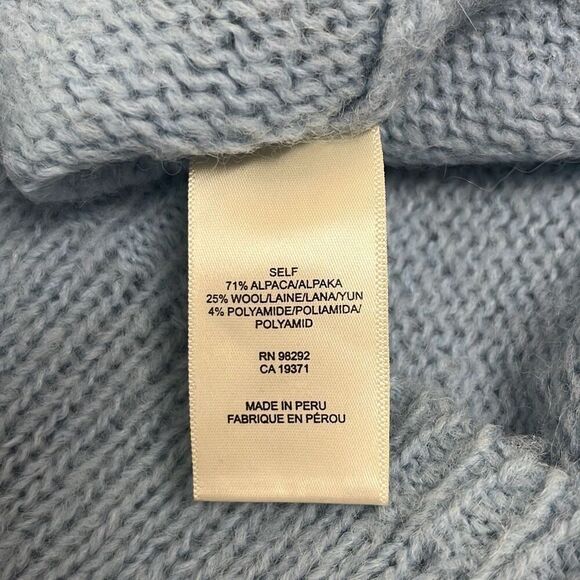 SELF
71% ALPACA/ALPAKA
25% WOOL/LAINE/LANA/YUN
4% POLYAMIDE/POLIAMIDA/
POLYAMID
RN 98292
CA 19371
MADE IN PERU
FABRIQUE EN PÉROU